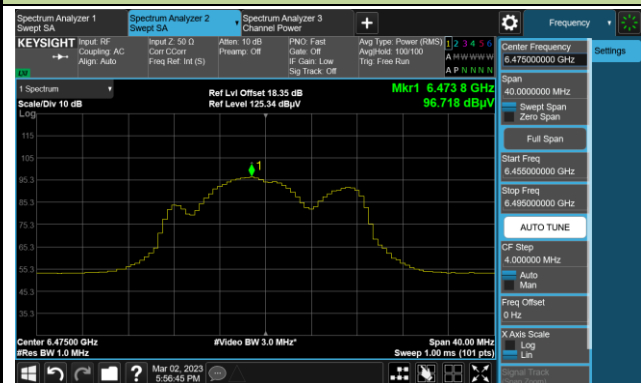 Spectrum Analyzer 1
Swept SA
Spectrum Analyzer 2
Swept SA
Spectrum Analyzer 3
Channel Power
Frequency
KEYSIGHT
Input: RF
Coupling: AC
Align: Auto
Input Z: 50 Ω
Corr CCorr
Freq Ref: Int (S)
Atten: 10 dB
Preamp: Off
PNO: Fast
Gate: Off
IF Gain: Low
Sig Track: Off
Avg Type: Power (RMS)
Avg|Hold: 100/100
Trig: Free Run
1 2 3 4 5 6
A W W W W W
A P N N N N
1 Spectrum
Scale/Div 10 dB
Log
Ref Lvl Offset 18.35 dB
Ref Level 125.34 dBµV
Mkr1 6.473 8 GHz
96.718 dBµV
1
115
105
95.3
85.3
75.3
65.3
55.3
45.3
35.3
Center 6.47500 GHz
#Res BW 1.0 MHz
#Video BW 3.0 MHz*
Span 40.00 MHz
Sweep 1.00 ms (101 pts)
Mar 02, 2023
5:56:45 PM
?
Center Frequency
6.475000000 GHz
Settings
Span
40.0000000 MHz
Swept Span
Zero Span
Full Span
Start Freq
6.455000000 GHz
Stop Freq
6.495000000 GHz
AUTO TUNE
CF Step
4.000000 MHz
Auto
Man
Freq Offset
0 Hz
X Axis Scale
Log
Lin
Signal Track